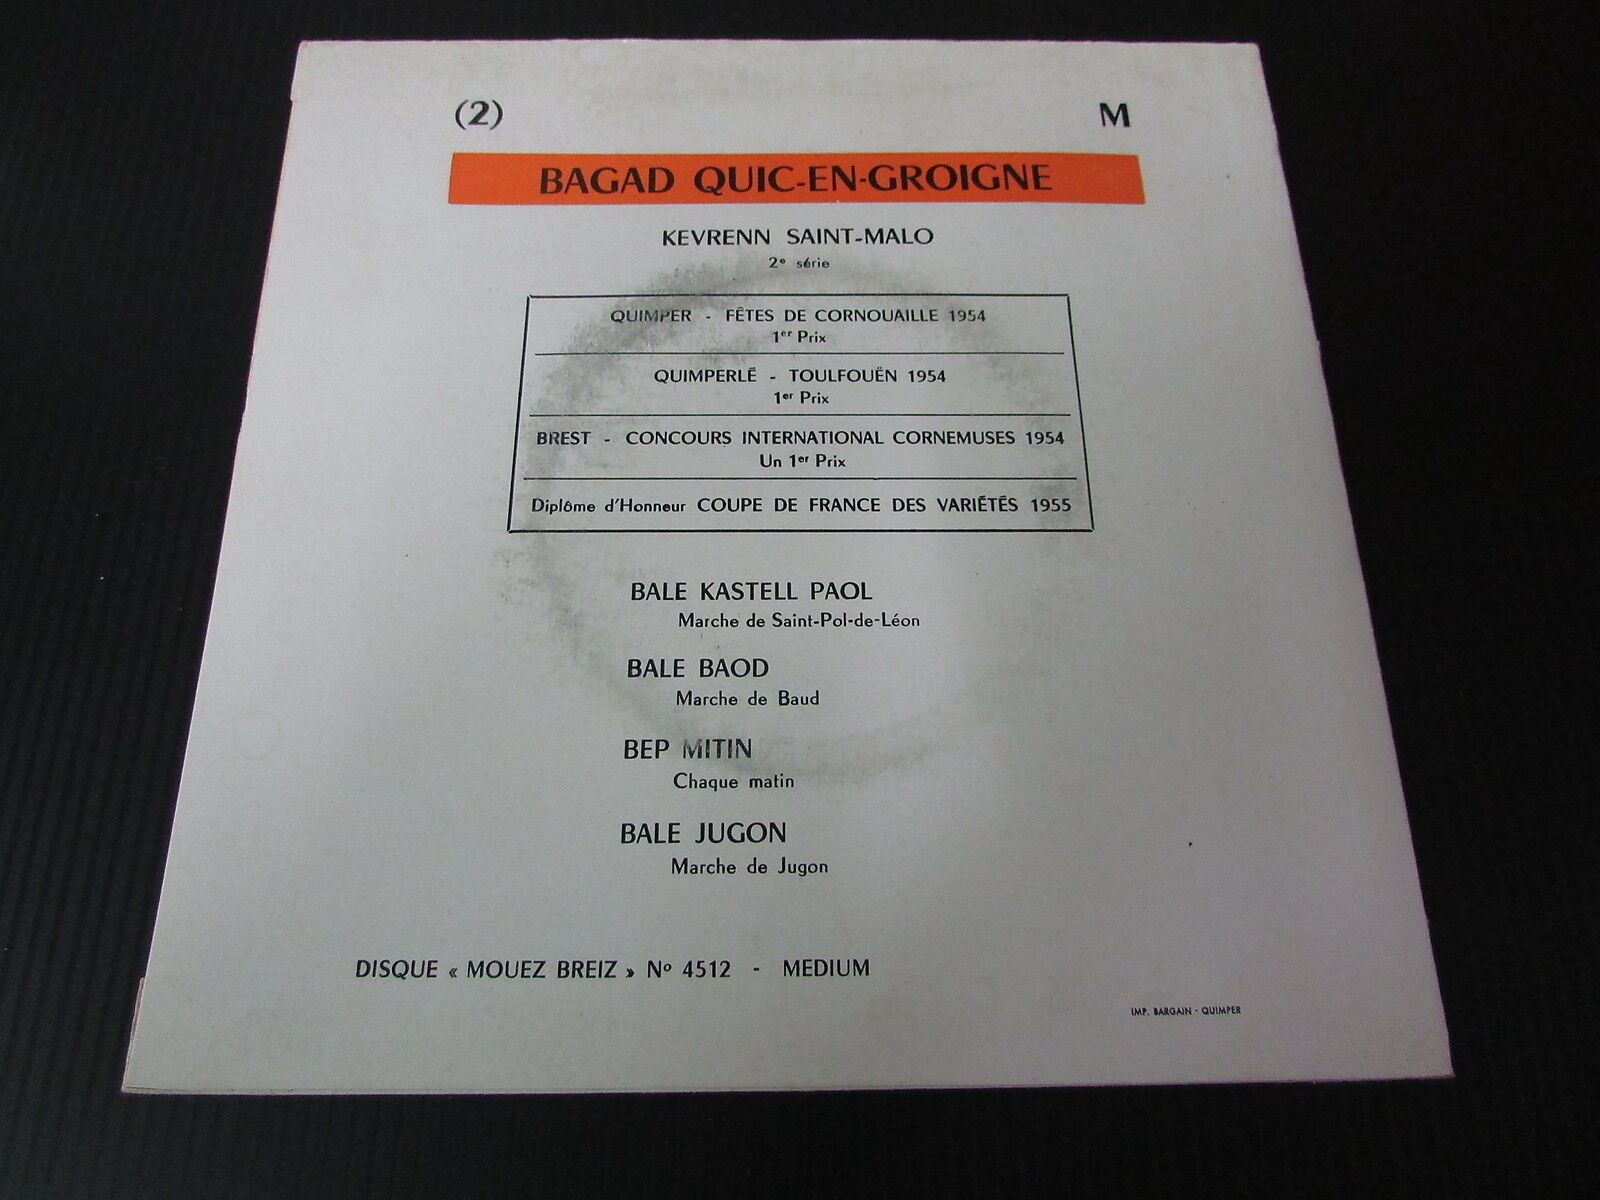 (2) M
BAGAD QUIC-EN-GROIGNE
KEVRENN SAINT-MALO
2e série
QUIMPER - FÊTES DE CORNOUAILLE 1954
1er Prix
QUIMPERLÉ - TOULFOUËN 1954
1er Prix
BREST - CONCOURS INTERNATIONAL CORNEMUSES 1954
Un 1er Prix
Diplôme d'Honneur COUPE DE FRANCE DES VARIÉTÉS 1955
BALE KASTELL PAOL
Marche de Saint-Pol-de-Léon
BALE BAOD
Marche de Baud
BEP MITIN
Chaque matin
BALE JUGON
Marche de Jugon
DISQUE « MOUEZ BREIZ » No 4512 - MEDIUM
IMP. BARGAIN - QUIMPER